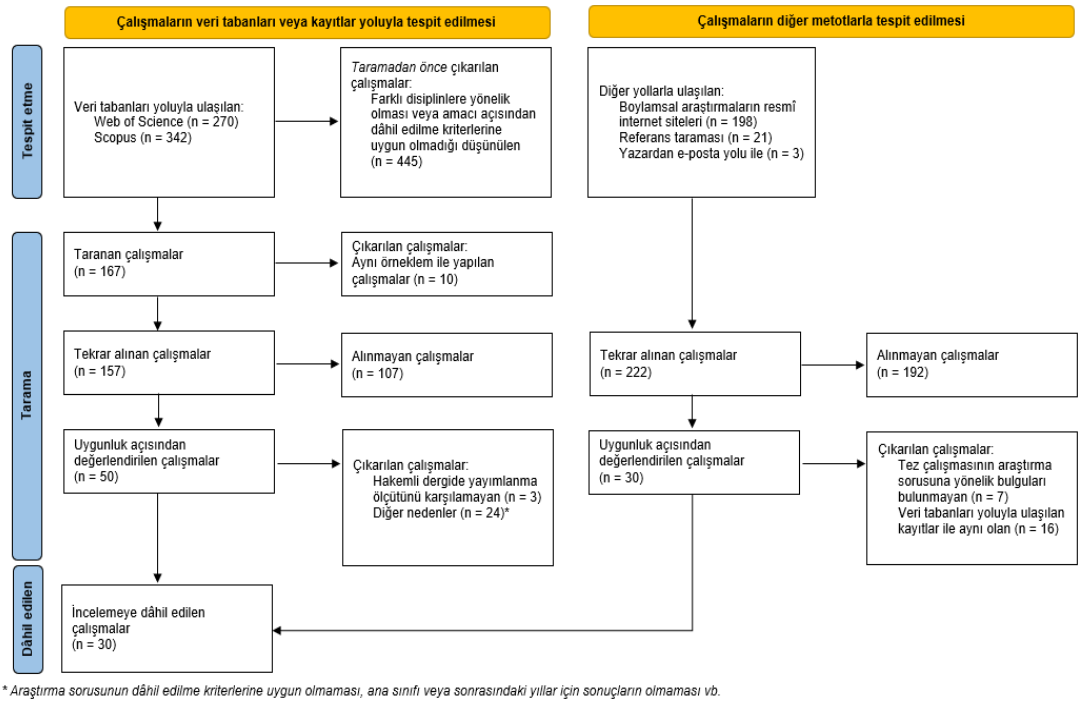 Çalışmaların veri tabanları veya kayıtlar yoluyla tespit edilmesi
Çalışmaların diğer metotlarla tespit edilmesi
Tespit etme
Veri tabanları yoluyla ulaşılan:
Web of Science (n = 270)
Scopus (n = 342)
Taramadan önce çıkarılan
çalışmalar:
Farklı disiplinlere yönelik
olması veya amacı açısından
dâhil edilme kriterlerine
uygun olmadığı düşünülen
(n = 445)
Diğer yollarla ulaşılan:
Boylamsal araştırmaların resmî
internet siteleri (n = 198)
Referans taraması (n = 21)
Yazardan e-posta yolu ile (n = 3)
Tarama
Taranan çalışmalar
(n = 167)
Çıkarılan çalışmalar:
Aynı örneklem ile yapılan
çalışmalar (n = 10)
Tekrar alınan çalışmalar
(n = 157)
Alınmayan çalışmalar
(n = 107)
Tekrar alınan çalışmalar
(n = 222)
Alınmayan çalışmalar
(n = 192)
Uygunluk açısından
değerlendirilen çalışmalar
(n = 50)
Çıkarılan çalışmalar:
Hakemli dergide yayımlanma
ölçütünü karşılamayan (n = 3)
Diğer nedenler (n = 24)*
Uygunluk açısından
değerlendirilen çalışmalar
(n = 30)
Çıkarılan çalışmalar:
Tez çalışmasının araştırma
sorusuna yönelik bulguları
bulunmayan (n = 7)
Veri tabanları yoluyla ulaşılan
kayıtlar ile aynı olan (n = 16)
Dâhil edilen
İncelemeye dâhil edilen
çalışmalar
(n = 30)
* Araştırma sorusunun dâhil edilme kriterlerine uygun olmaması, ana sınıfı veya sonrasındaki yıllar için sonuçların olmaması vb.